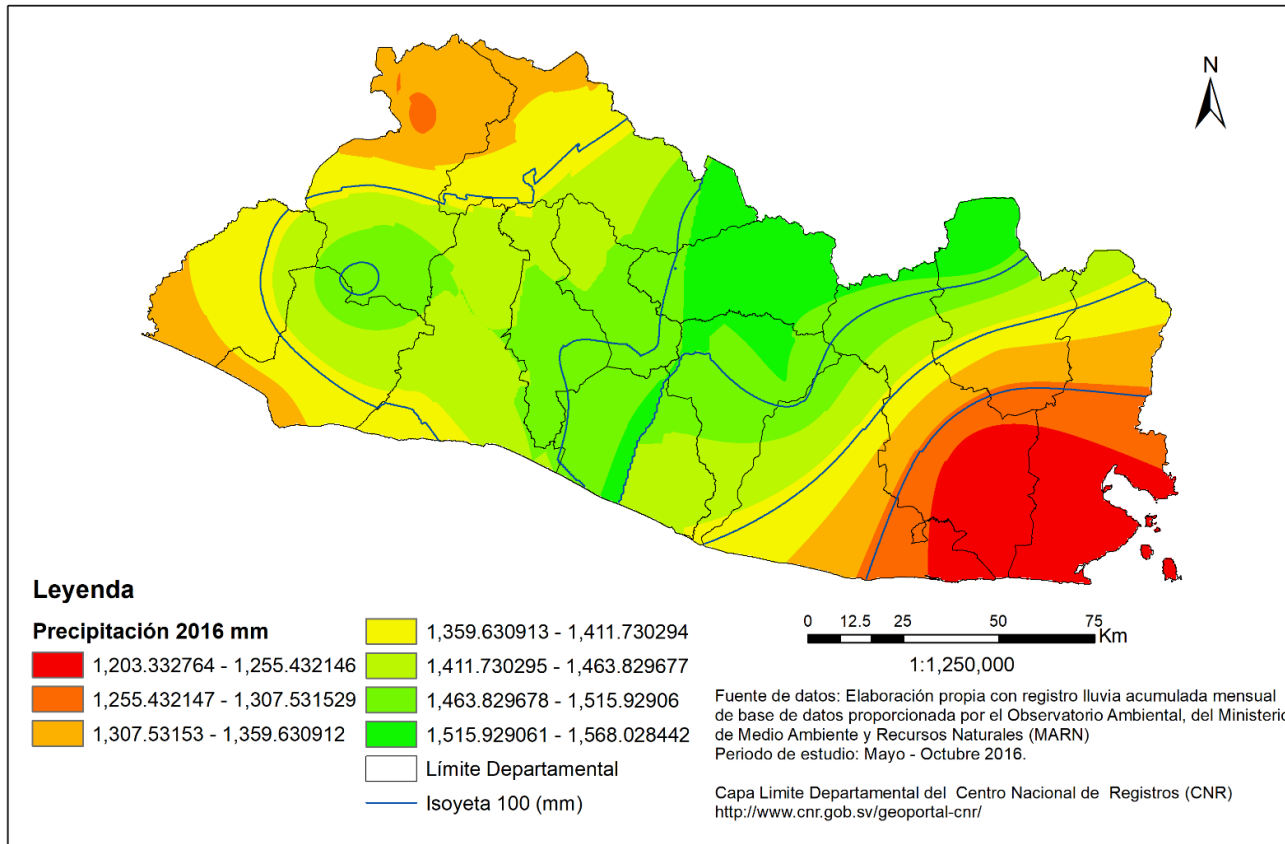 N
Leyenda
Precipitación 2016 mm
1,203.332764 - 1,255.432146
1,255.432147 - 1,307.531529
1,307.53153 - 1,359.630912
1,359.630913 - 1,411.730294
1,411.730295 - 1,463.829677
1,463.829678 - 1,515.92906
1,515.929061 - 1,568.028442
Límite Departamental
Isoyeta 100 (mm)
0 12.5 25 50 75
Km
1:1,250,000
Fuente de datos: Elaboración propia con registro lluvia acumulada mensual
de base de datos proporcionada por el Observatorio Ambiental, del Ministerio
de Medio Ambiente y Recursos Naturales (MARN)
Periodo de estudio: Mayo - Octubre 2016.
Capa Limite Departamental del Centro Nacional de Registros (CNR)
http://www.cnr.gob.sv/geoportal-cnr/